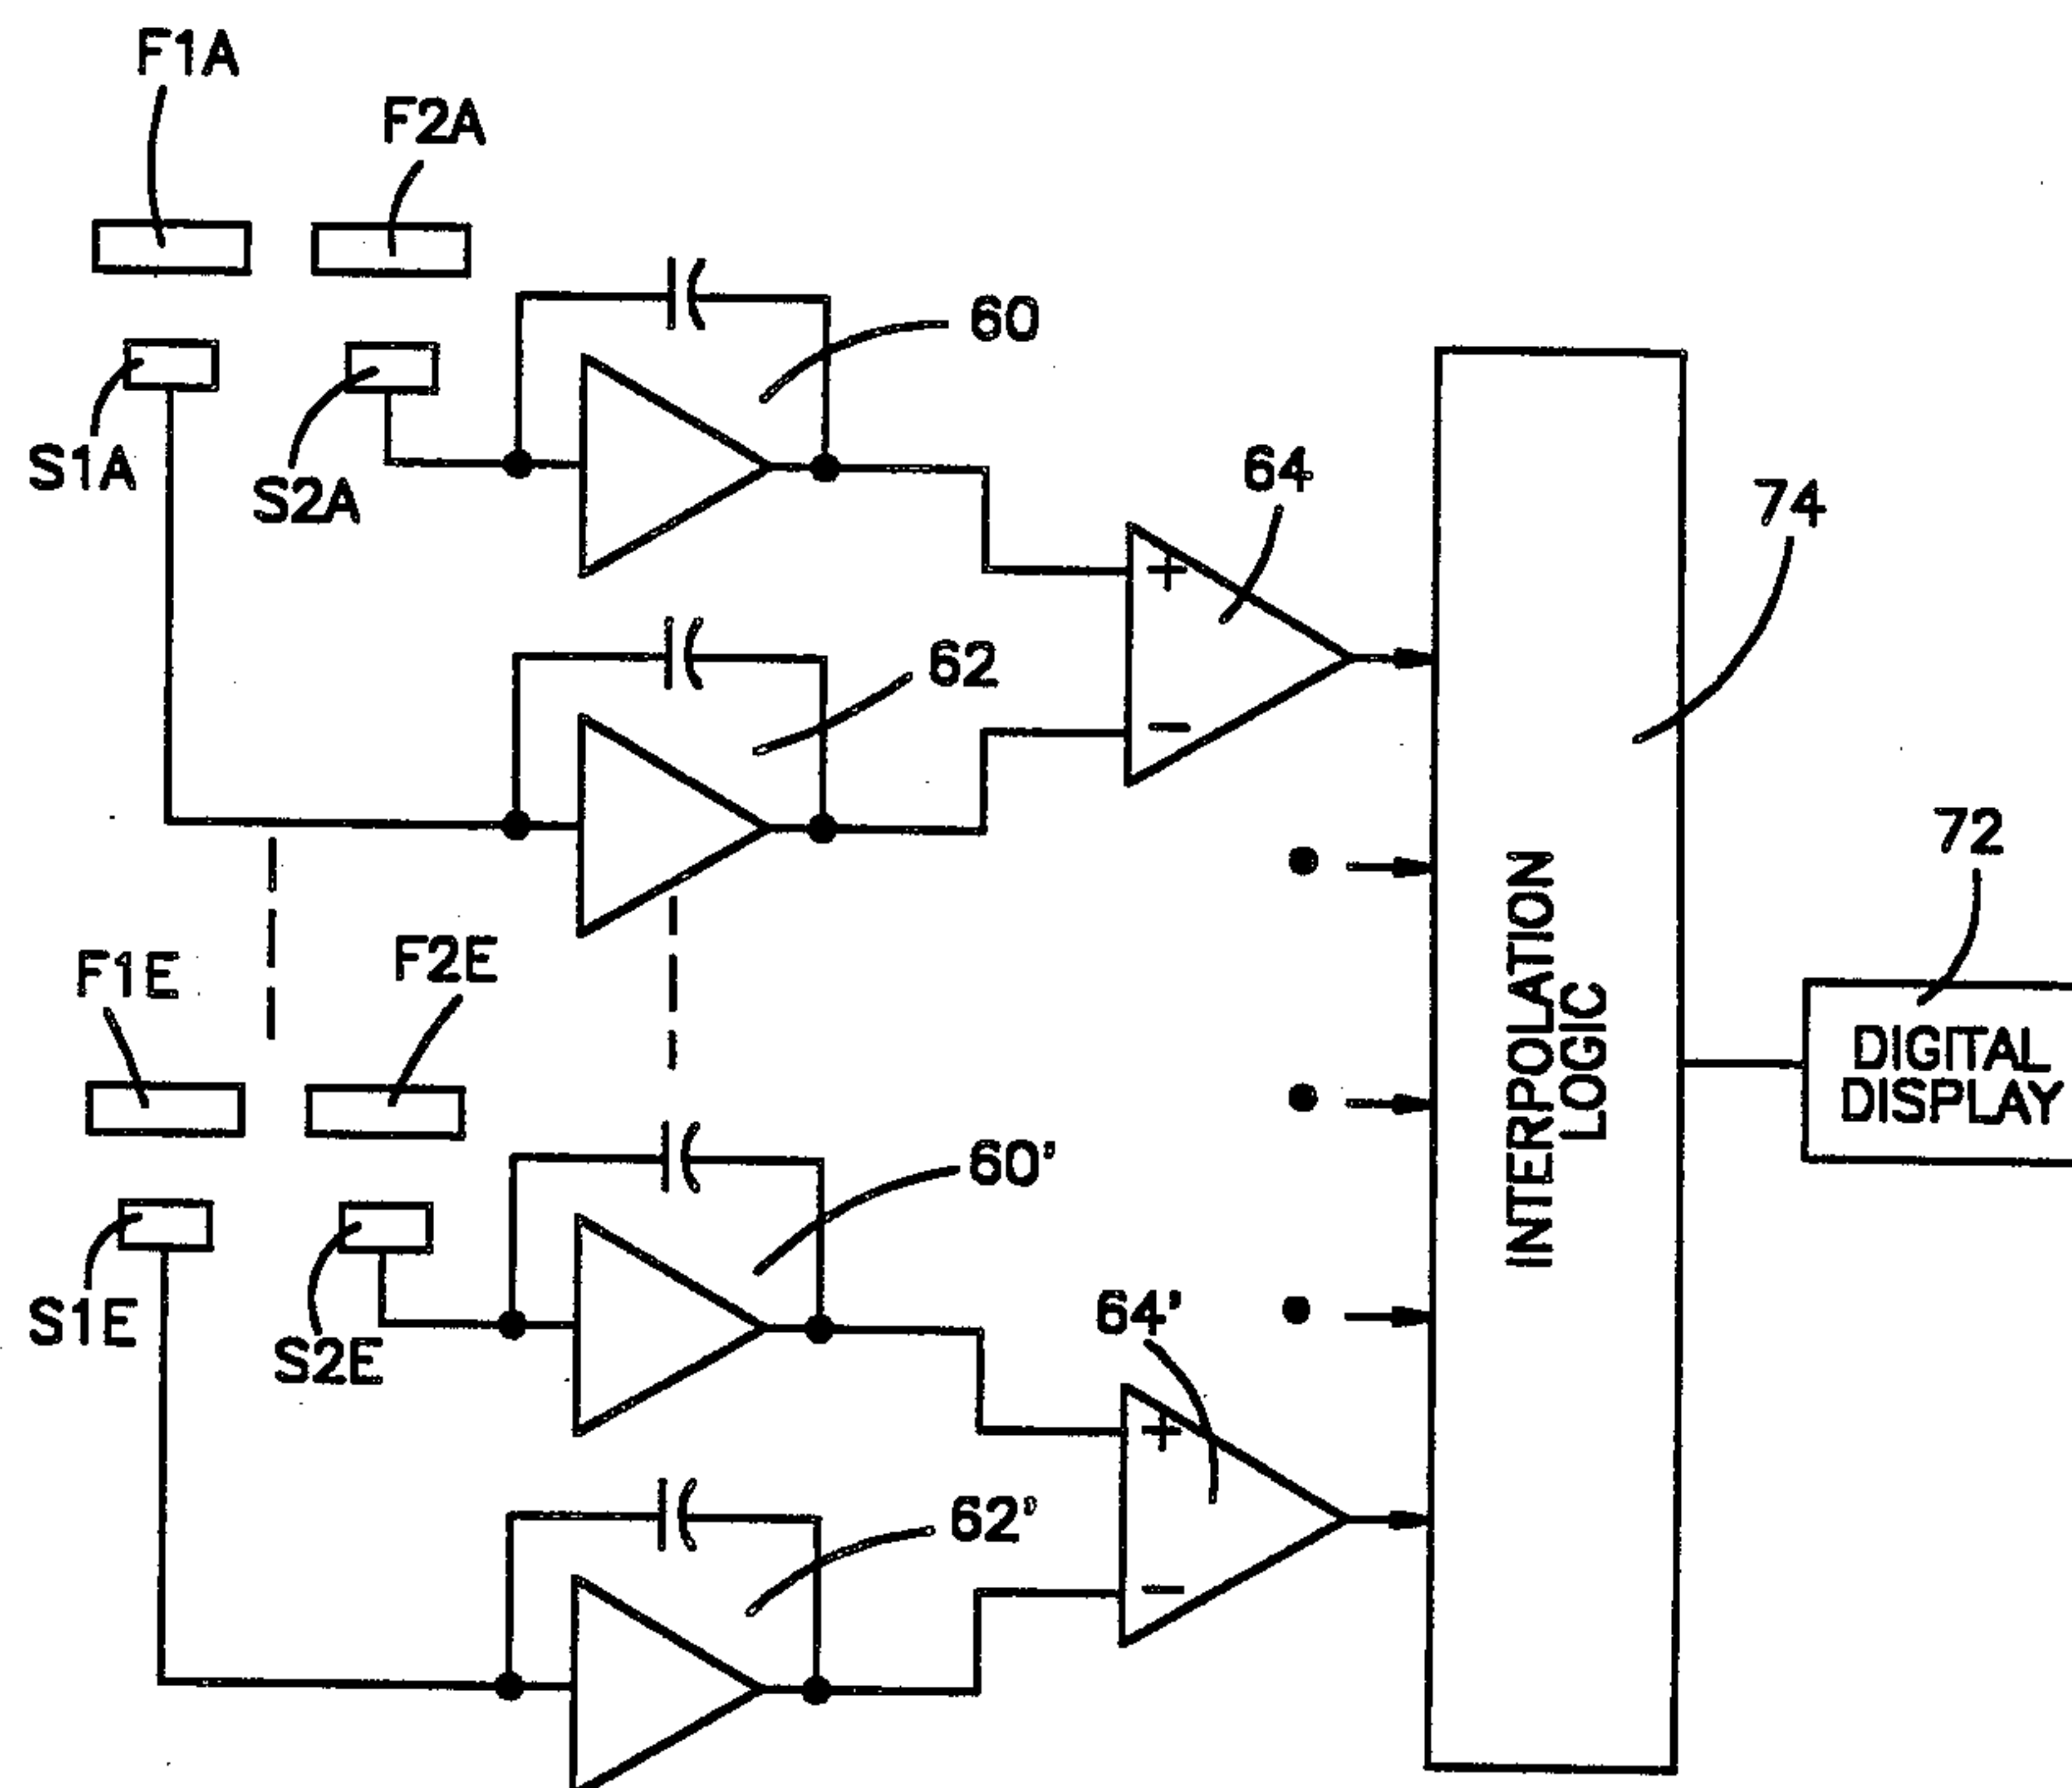 F1A
F2A
60
S1A
S2A
64
+
74
62
−
72
F1E
F2E
INTERPOLATION
LOGIC
DIGITAL
DISPLAY
60'
S1E
S2E
64'
+
62'
−